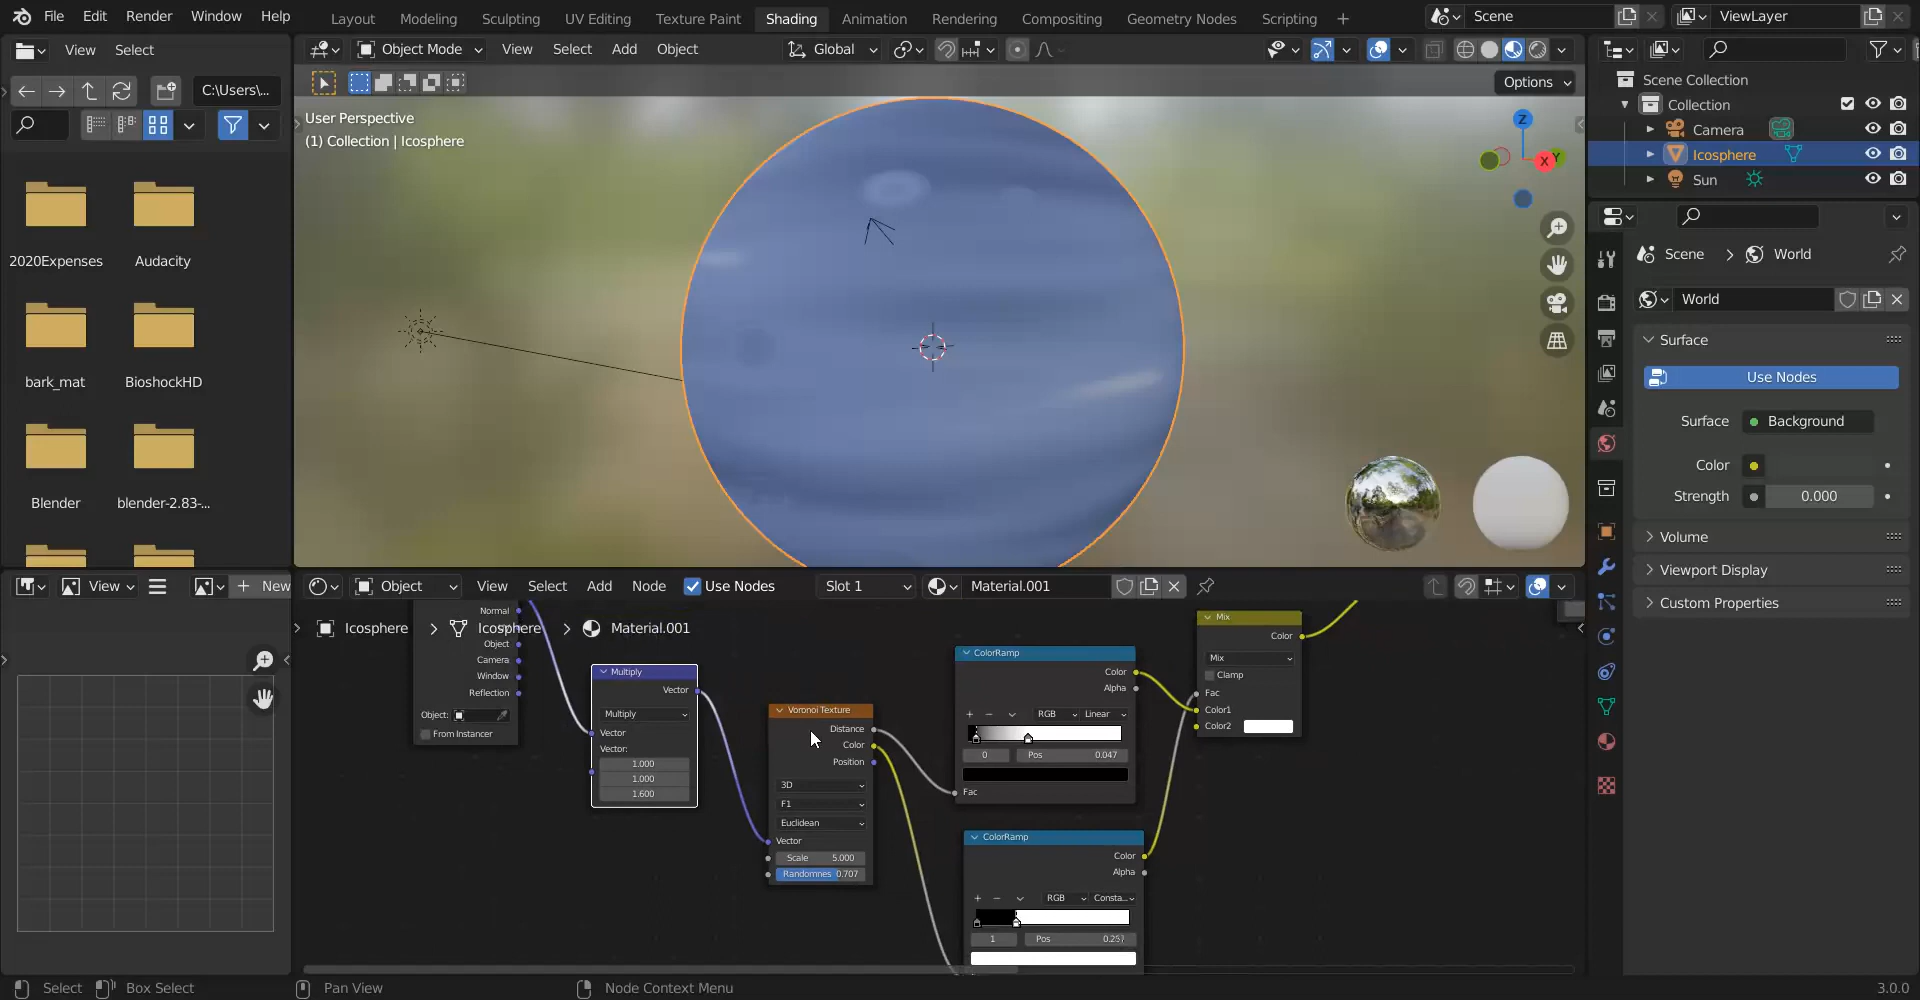 File Edit Render Window Help Layout Modeling Sculpting UV Editing Texture Paint Shading Animation Rendering Compositing Geometry Nodes Scripting + Scene ViewLayer
View Select
Object Mode View Select Add Object Global
C:\Users\...
Options
User Perspective
(1) Collection | Icosphere
Z
X Y
2020Expenses Audacity
bark_mat BioshockHD
Blender blender-2.83-...
Scene Collection
Collection
Camera
Icosphere
Sun
Scene > World
World
Surface
Use Nodes
Surface Background
Color
Strength 0.000
Volume
Viewport Display
Custom Properties
View + New
Object View Select Add Node Use Nodes Slot 1 Material.001
Icosphere > Icosphere > Material.001
Normal
Object
Camera
Window
Reflection
Object:
From Instancer
Multiply
Vector
Multiply
Vector
Vector:
1.000
1.000
1.600
Voronoi Texture
Distance
Color
Position
3D
F1
Euclidean
Vector
Scale 5.000
Randomnes 0.707
ColorRamp
Color
Alpha
+ − RGB Linear
0 Pos 0.047
Fac
ColorRamp
Color
Alpha
+ − RGB Consta...
1 Pos 0.257
Mix
Color
Mix
Clamp
Fac
Color1
Color2
Select Box Select Pan View Node Context Menu 3.0.0